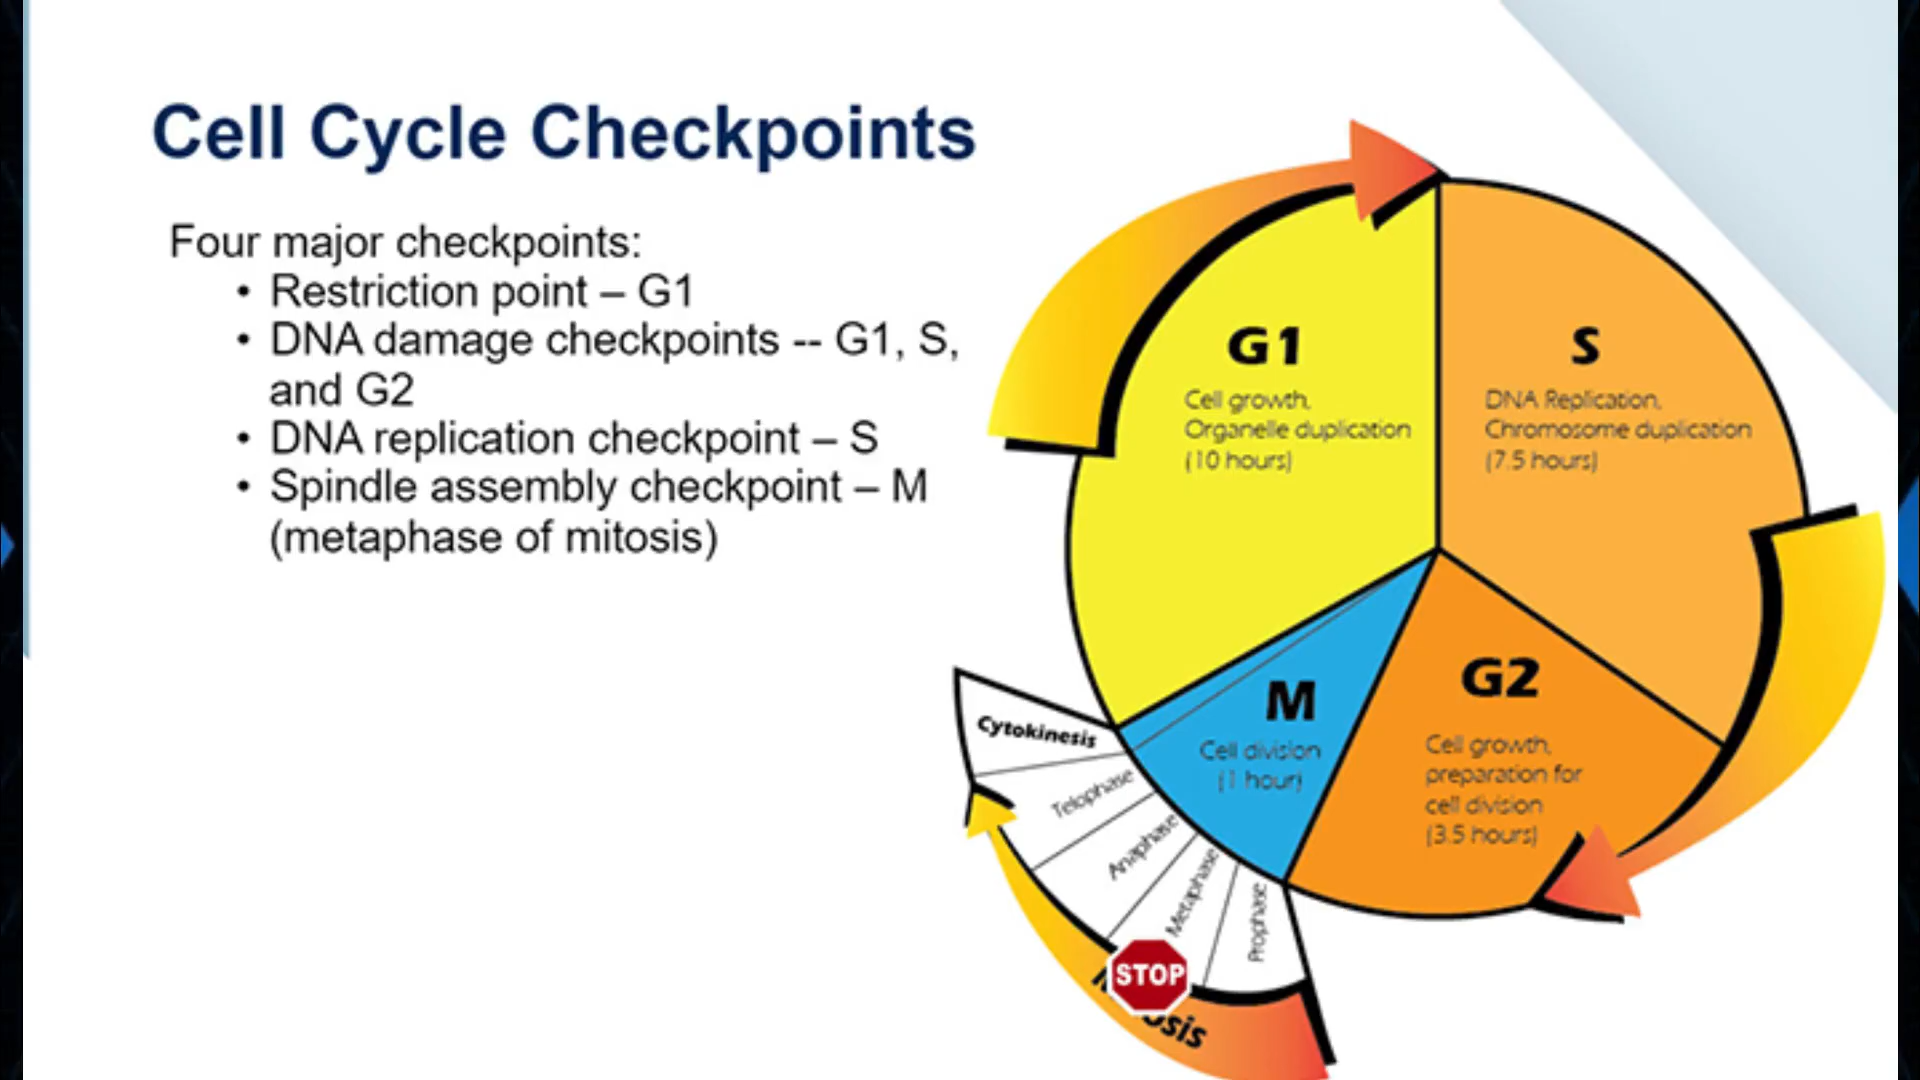 Cell Cycle Checkpoints
Four major checkpoints:
• Restriction point – G1
• DNA damage checkpoints -- G1, S,
and G2
• DNA replication checkpoint – S
• Spindle assembly checkpoint – M
(metaphase of mitosis)
G1
Cell growth,
Organelle duplication
(10 hours)
S
DNA Replication,
Chromosome duplication
(7.5 hours)
G2
Cell growth,
preparation for
cell division
(3.5 hours)
M
Cell division
(1 hour)
Cytokinesis
Telophase
Anaphase
Metaphase
Prophase
STOP